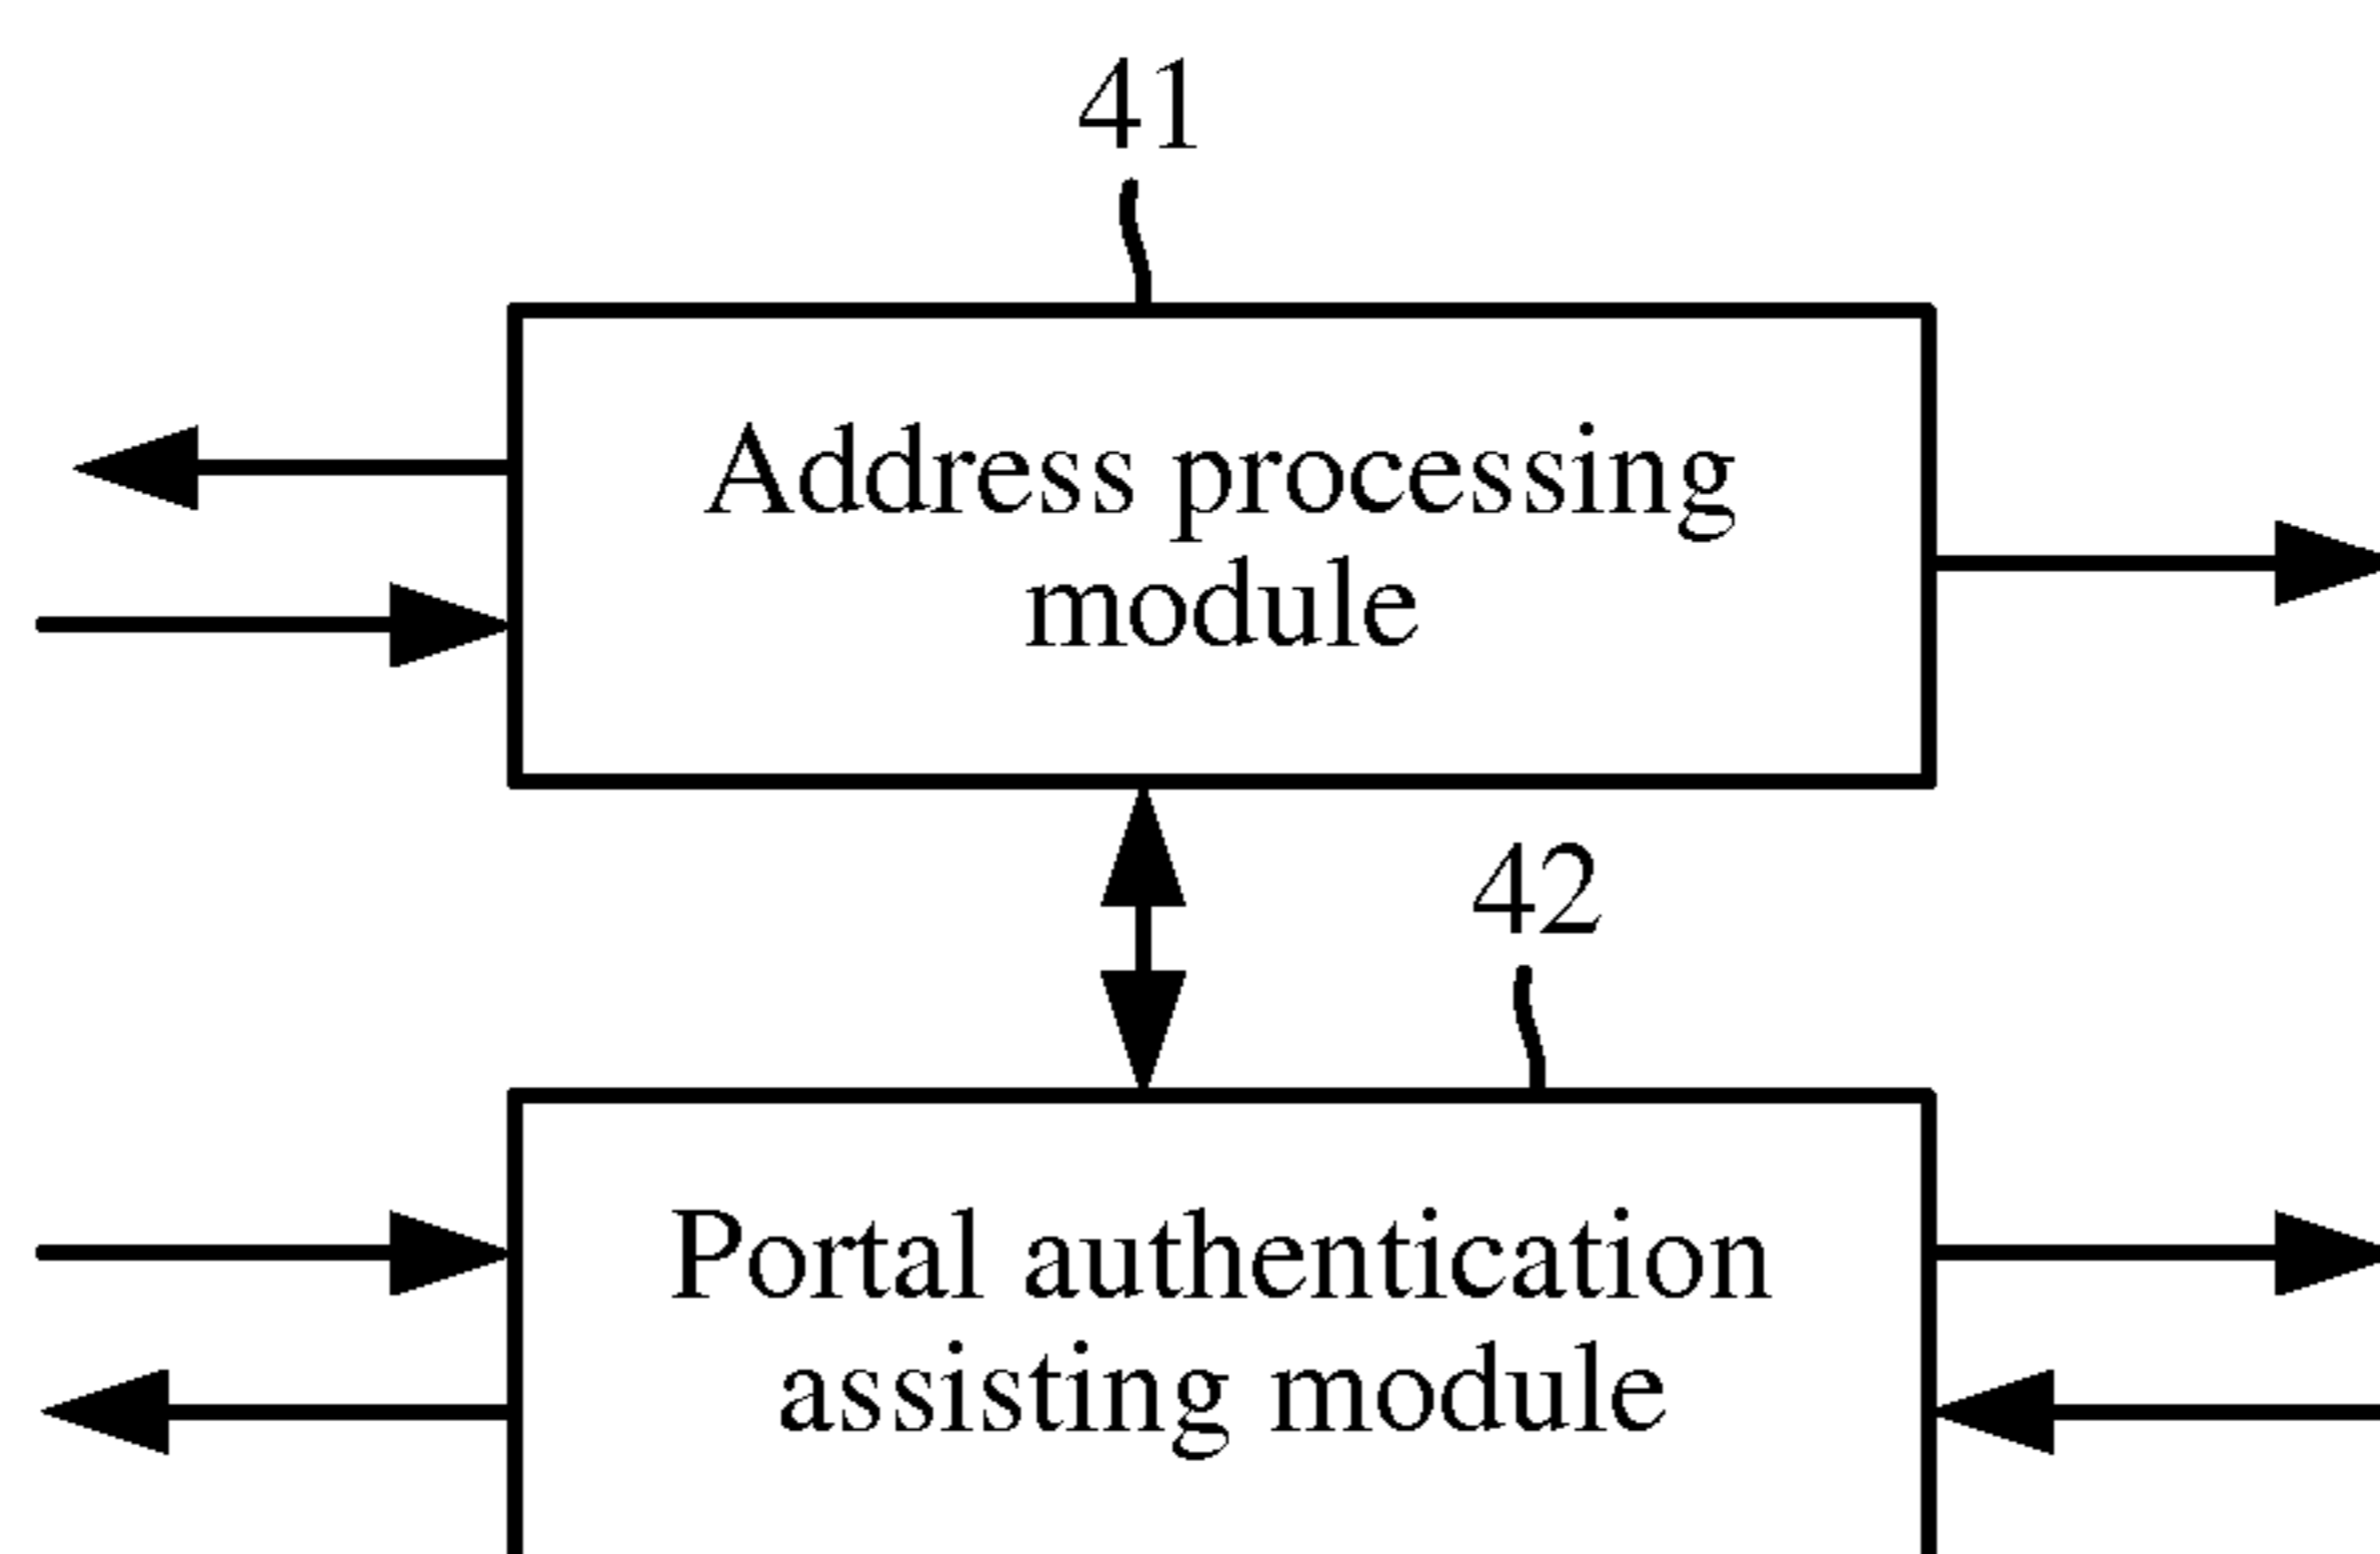 41
Address processing
module
42
Portal authentication
assisting module